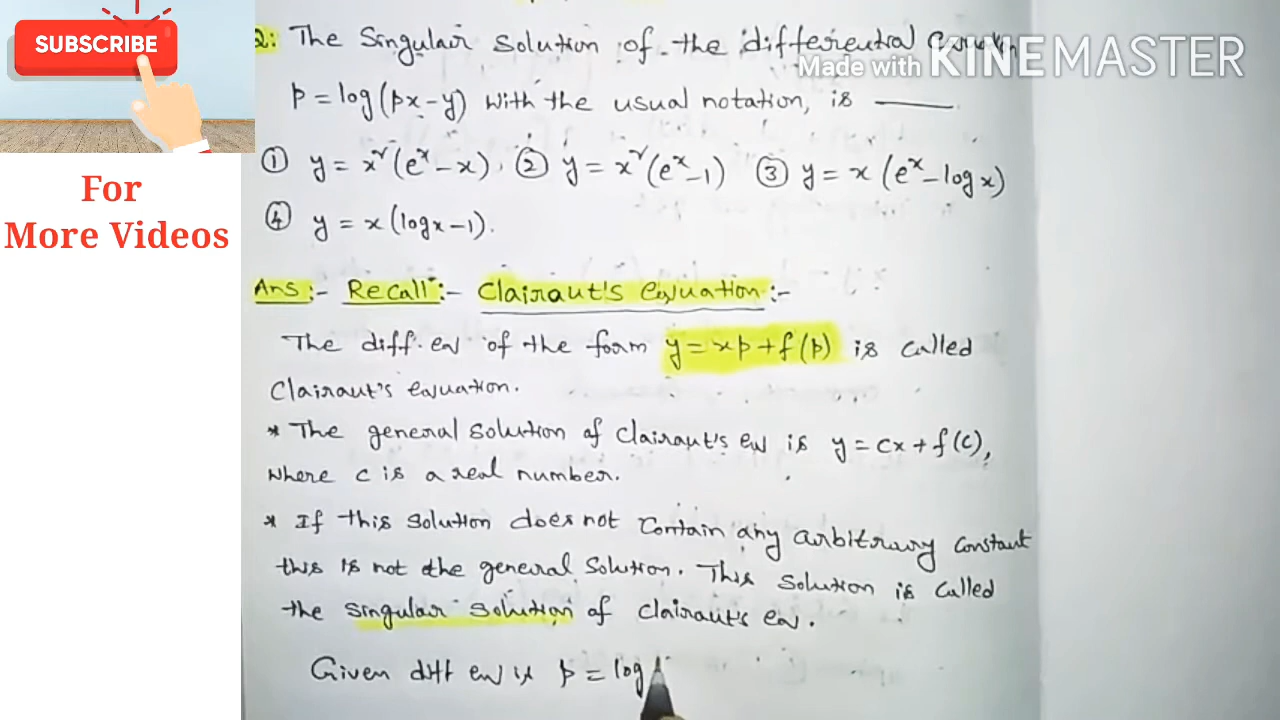 SUBSCRIBE
For
More Videos
Made with KINEMASTER
2: The Singular solution of the differential
p = log(px-y) with the usual notation, is ——
① y = x²(eˣ - x). ② y = x²(eˣ-1) ③ y = x (eˣ - log x)
④ y = x(logx-1).
Ans:- Recall:- Clairaut's equation:-
The diff. eq of the form y = xp + f(p) is called
Clairaut's equation.
* The general solution of clairaut's eq is y = cx + f(c),
where c is a real number.
* If this solution does not contain any arbitrary constant
this is not the general solution. This solution is called
the singular solution of clairaut's eq.
Given diff eq is p = log